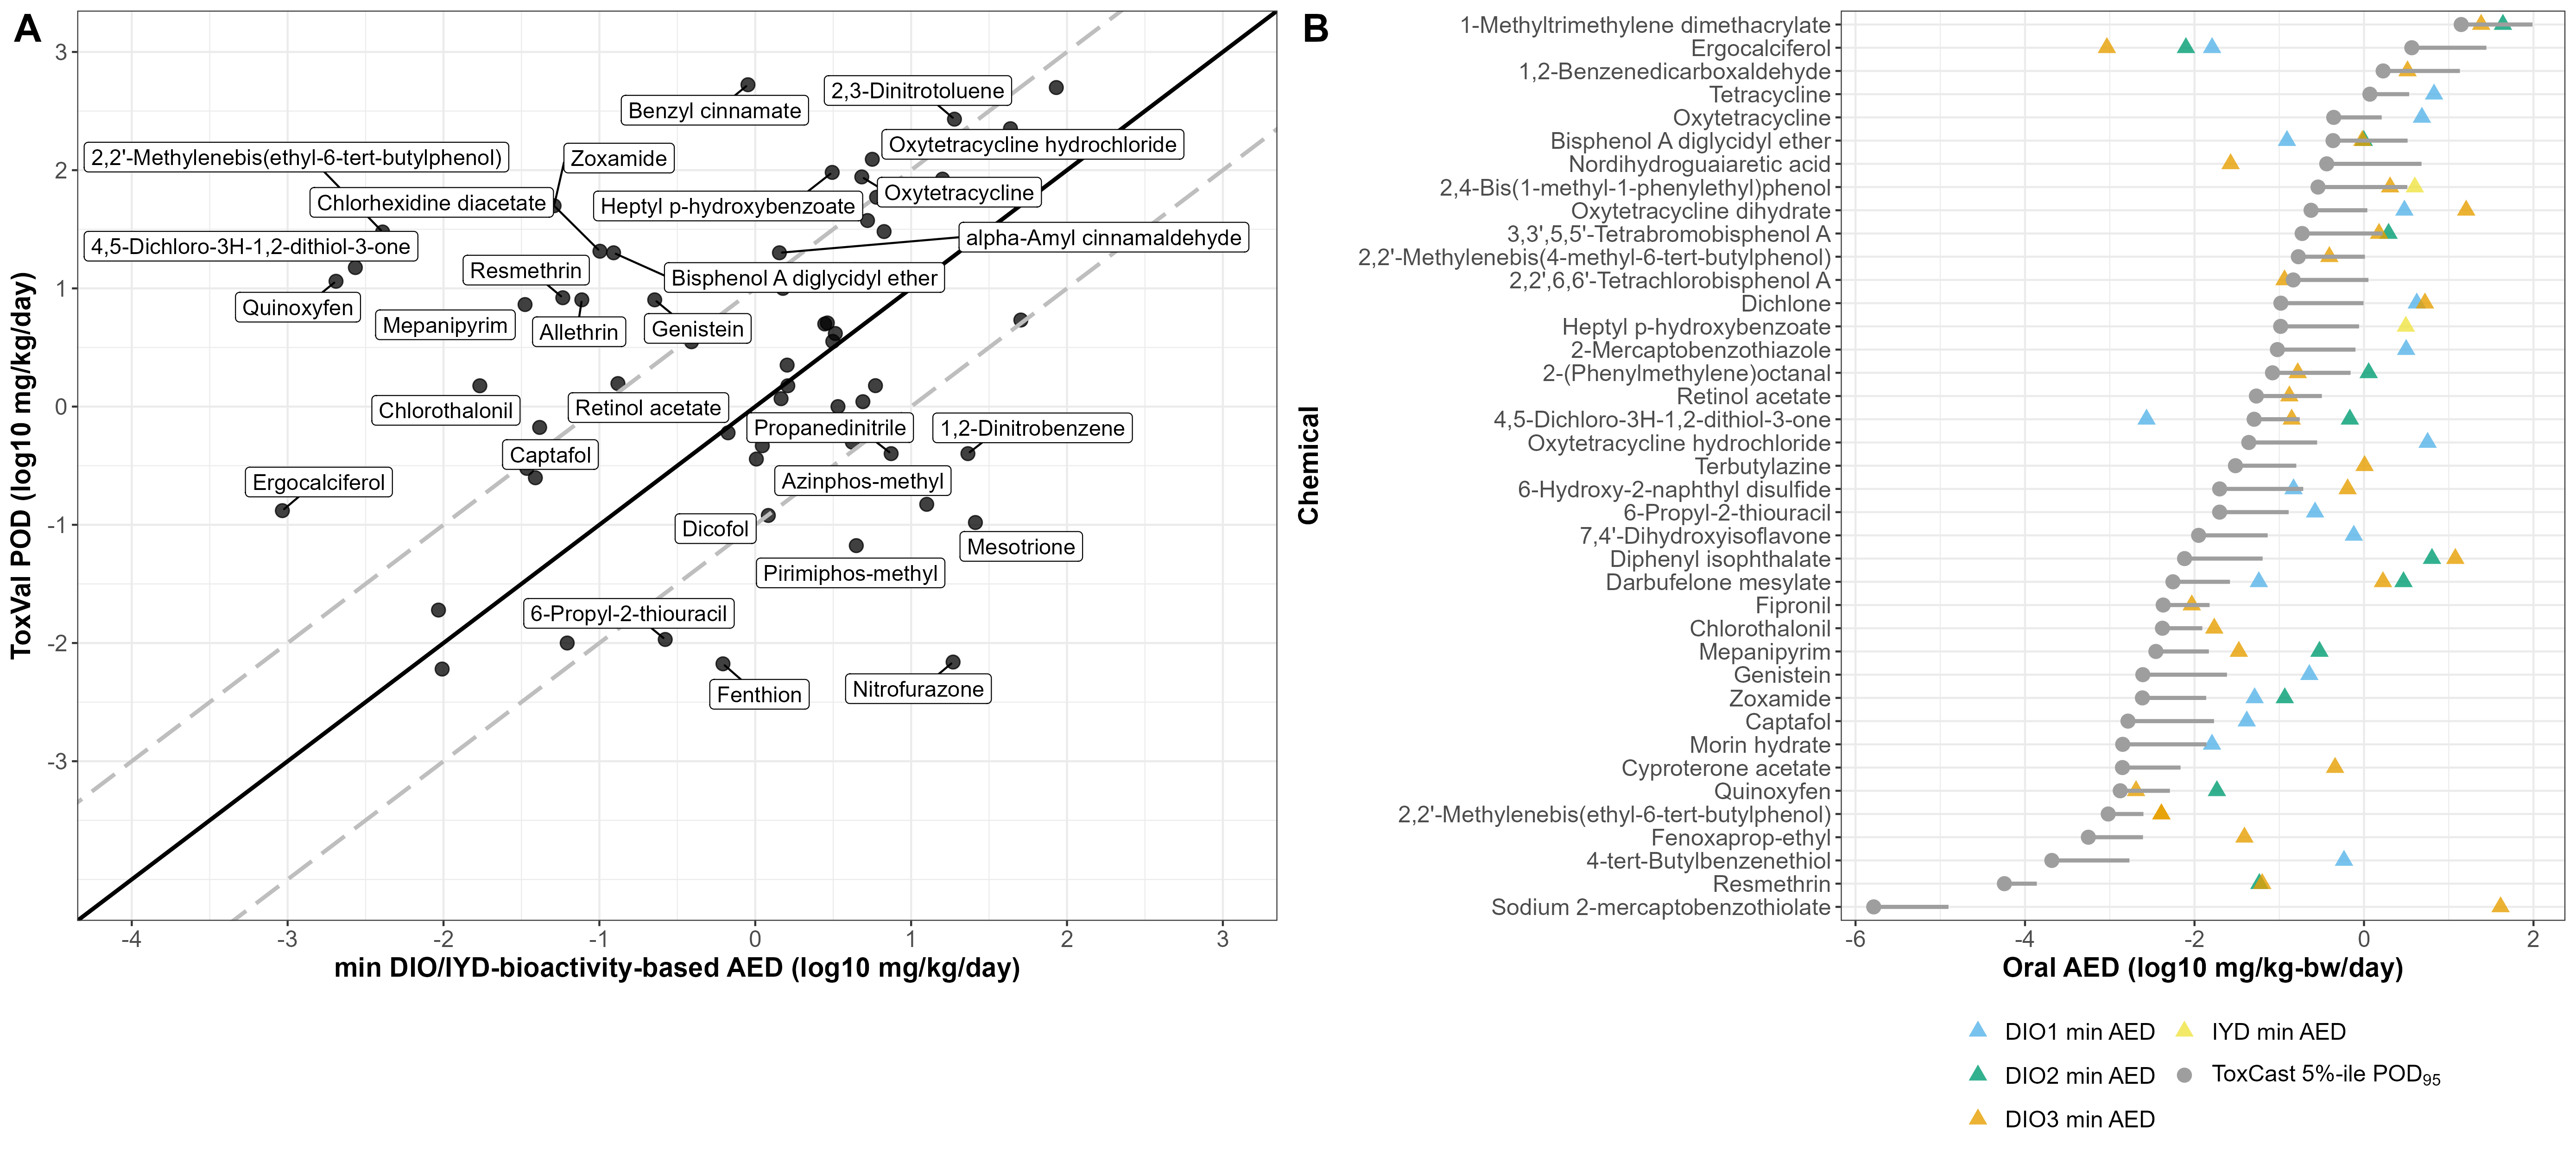 A
3
2
1
0
-1
-2
-3
ToxVal POD (log10 mg/kg/day)
Benzyl cinnamate
2,3-Dinitrotoluene
Oxytetracycline hydrochloride
2,2'-Methylenebis(ethyl-6-tert-butylphenol)
Zoxamide
Chlorhexidine diacetate
Heptyl p-hydroxybenzoate
Oxytetracycline
4,5-Dichloro-3H-1,2-dithiol-3-one
alpha-Amyl cinnamaldehyde
Resmethrin
Bisphenol A diglycidyl ether
Quinoxyfen
Mepanipyrim
Allethrin
Genistein
Chlorothalonil
Retinol acetate
Propanedinitrile
1,2-Dinitrobenzene
Captafol
Ergocalciferol
Azinphos-methyl
Dicofol
Mesotrione
Pirimiphos-methyl
6-Propyl-2-thiouracil
Fenthion
Nitrofurazone
-4
-3
-2
-1
0
1
2
3
min DIO/IYD-bioactivity-based AED (log10 mg/kg/day)
B
Chemical
1-Methyltrimethylene dimethacrylate
Ergocalciferol
1,2-Benzenedicarboxaldehyde
Tetracycline
Oxytetracycline
Bisphenol A diglycidyl ether
Nordihydroguaiaretic acid
2,4-Bis(1-methyl-1-phenylethyl)phenol
Oxytetracycline dihydrate
3,3',5,5'-Tetrabromobisphenol A
2,2'-Methylenebis(4-methyl-6-tert-butylphenol)
2,2',6,6'-Tetrachlorobisphenol A
Dichlone
Heptyl p-hydroxybenzoate
2-Mercaptobenzothiazole
2-(Phenylmethylene)octanal
Retinol acetate
4,5-Dichloro-3H-1,2-dithiol-3-one
Oxytetracycline hydrochloride
Terbutylazine
6-Hydroxy-2-naphthyl disulfide
6-Propyl-2-thiouracil
7,4'-Dihydroxyisoflavone
Diphenyl isophthalate
Darbufelone mesylate
Fipronil
Chlorothalonil
Mepanipyrim
Genistein
Zoxamide
Captafol
Morin hydrate
Cyproterone acetate
Quinoxyfen
2,2'-Methylenebis(ethyl-6-tert-butylphenol)
Fenoxaprop-ethyl
4-tert-Butylbenzenethiol
Resmethrin
Sodium 2-mercaptobenzothiolate
-6
-4
-2
0
2
Oral AED (log10 mg/kg-bw/day)
DIO1 min AED
DIO2 min AED
DIO3 min AED
IYD min AED
ToxCast 5%-ile POD95